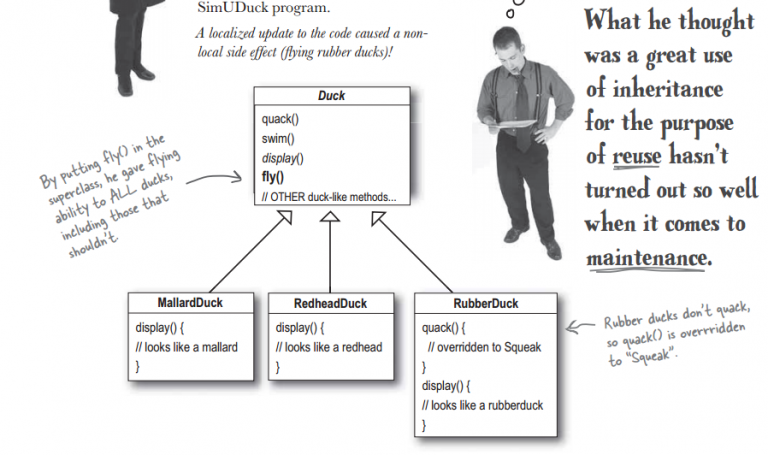 SimUDuck program.
A localized update to the code caused a non-
local side effect (flying rubber ducks)!
What he thought
was a great use
of inheritance
for the purpose
of reuse hasn't
turned out so well
when it comes to
maintenance.
By putting fly() in the
superclass, he gave flying
ability to ALL ducks,
including those that
shouldn't.
Duck
quack()
swim()
display()
fly()
// OTHER duck-like methods...
MallardDuck
display() {
// looks like a mallard
}
RedheadDuck
display() {
// looks like a redhead
}
RubberDuck
quack() {
// overridden to Squeak
}
display() {
// looks like a rubberduck
}
Rubber ducks don't quack,
so quack() is overrridden
to "Squeak".